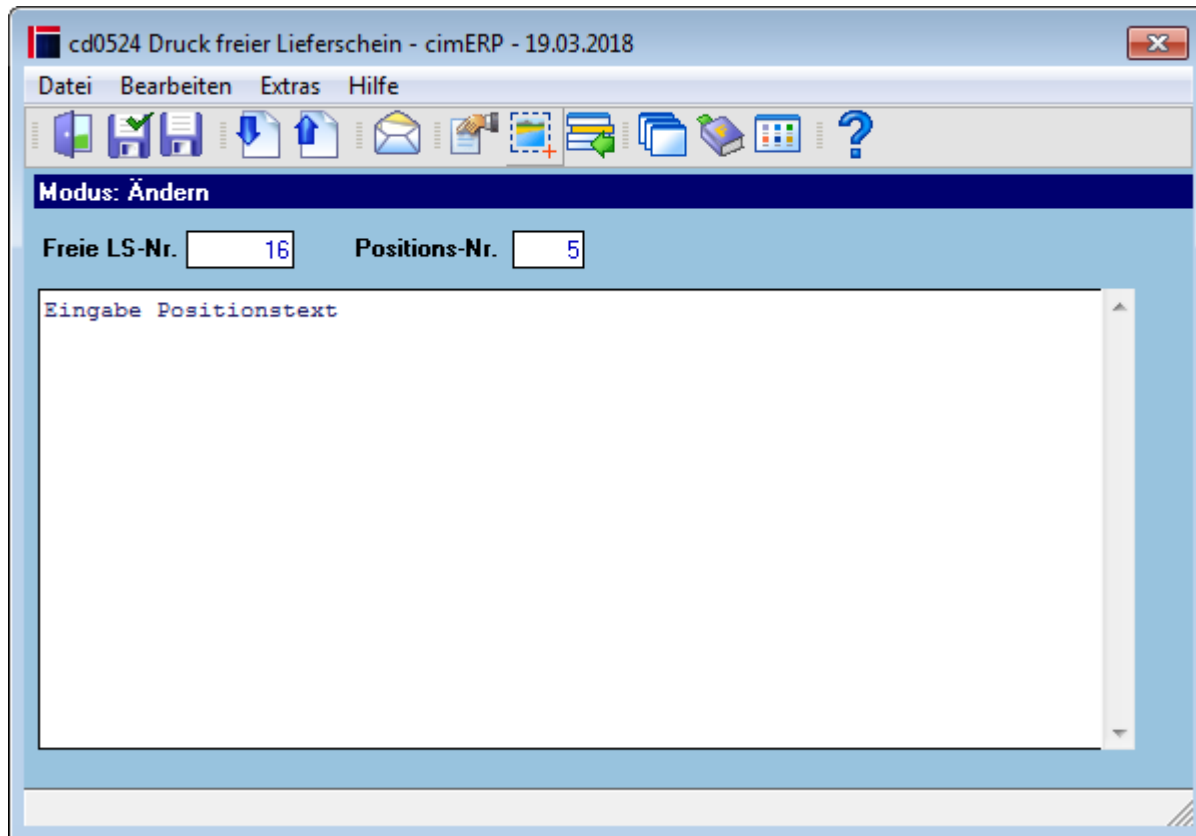 cd0524 Druck freier Lieferschein - cimERP - 19.03.2018
Datei Bearbeiten Extras Hilfe
Modus: Ändern
Freie LS-Nr. 16 Positions-Nr. 5
Eingabe Positionstext